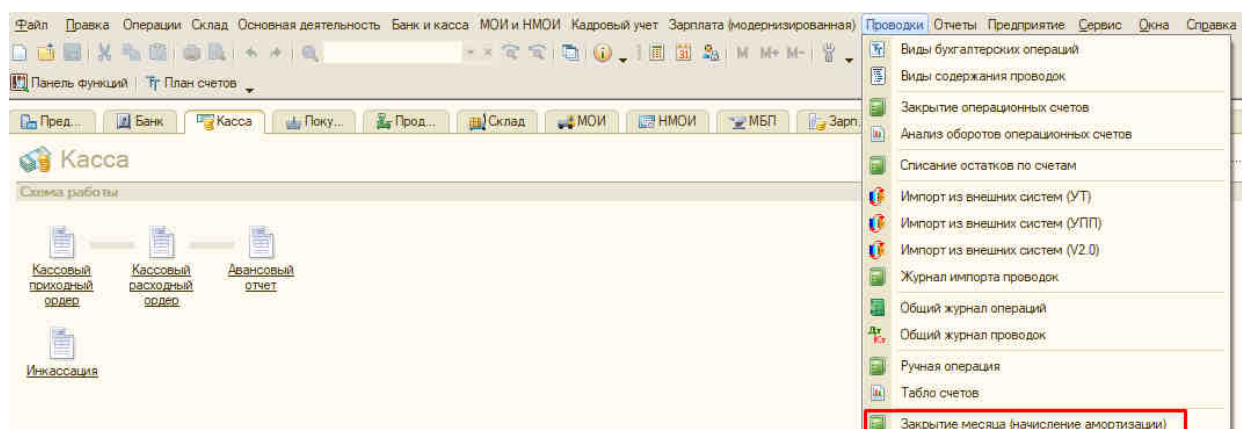 Файл Правка Операции Склад Основная деятельность Банк и касса МОИ и НМОИ Кадровый учет Зарплата (модернизированная) Проводки Отчеты Предприятие Сервис Окна Справка
M M+ M-
Панель функций План счетов
Пред... Банк Касса Поку... Прод... Склад МОИ НМОИ МБП Зарп.
Касса
Схема работы
Кассовый приходный ордер
Кассовый расходный ордер
Авансовый отчет
Инкассация
Виды бухгалтерских операций
Виды содержания проводок
Закрытие операционных счетов
Анализ оборотов операционных счетов
Списание остатков по счетам
Импорт из внешних систем (УТ)
Импорт из внешних систем (УПП)
Импорт из внешних систем (V2.0)
Журнал импорта проводок
Общий журнал операций
Общий журнал проводок
Ручная операция
Табло счетов
Закрытие месяца (начисление амортизации)